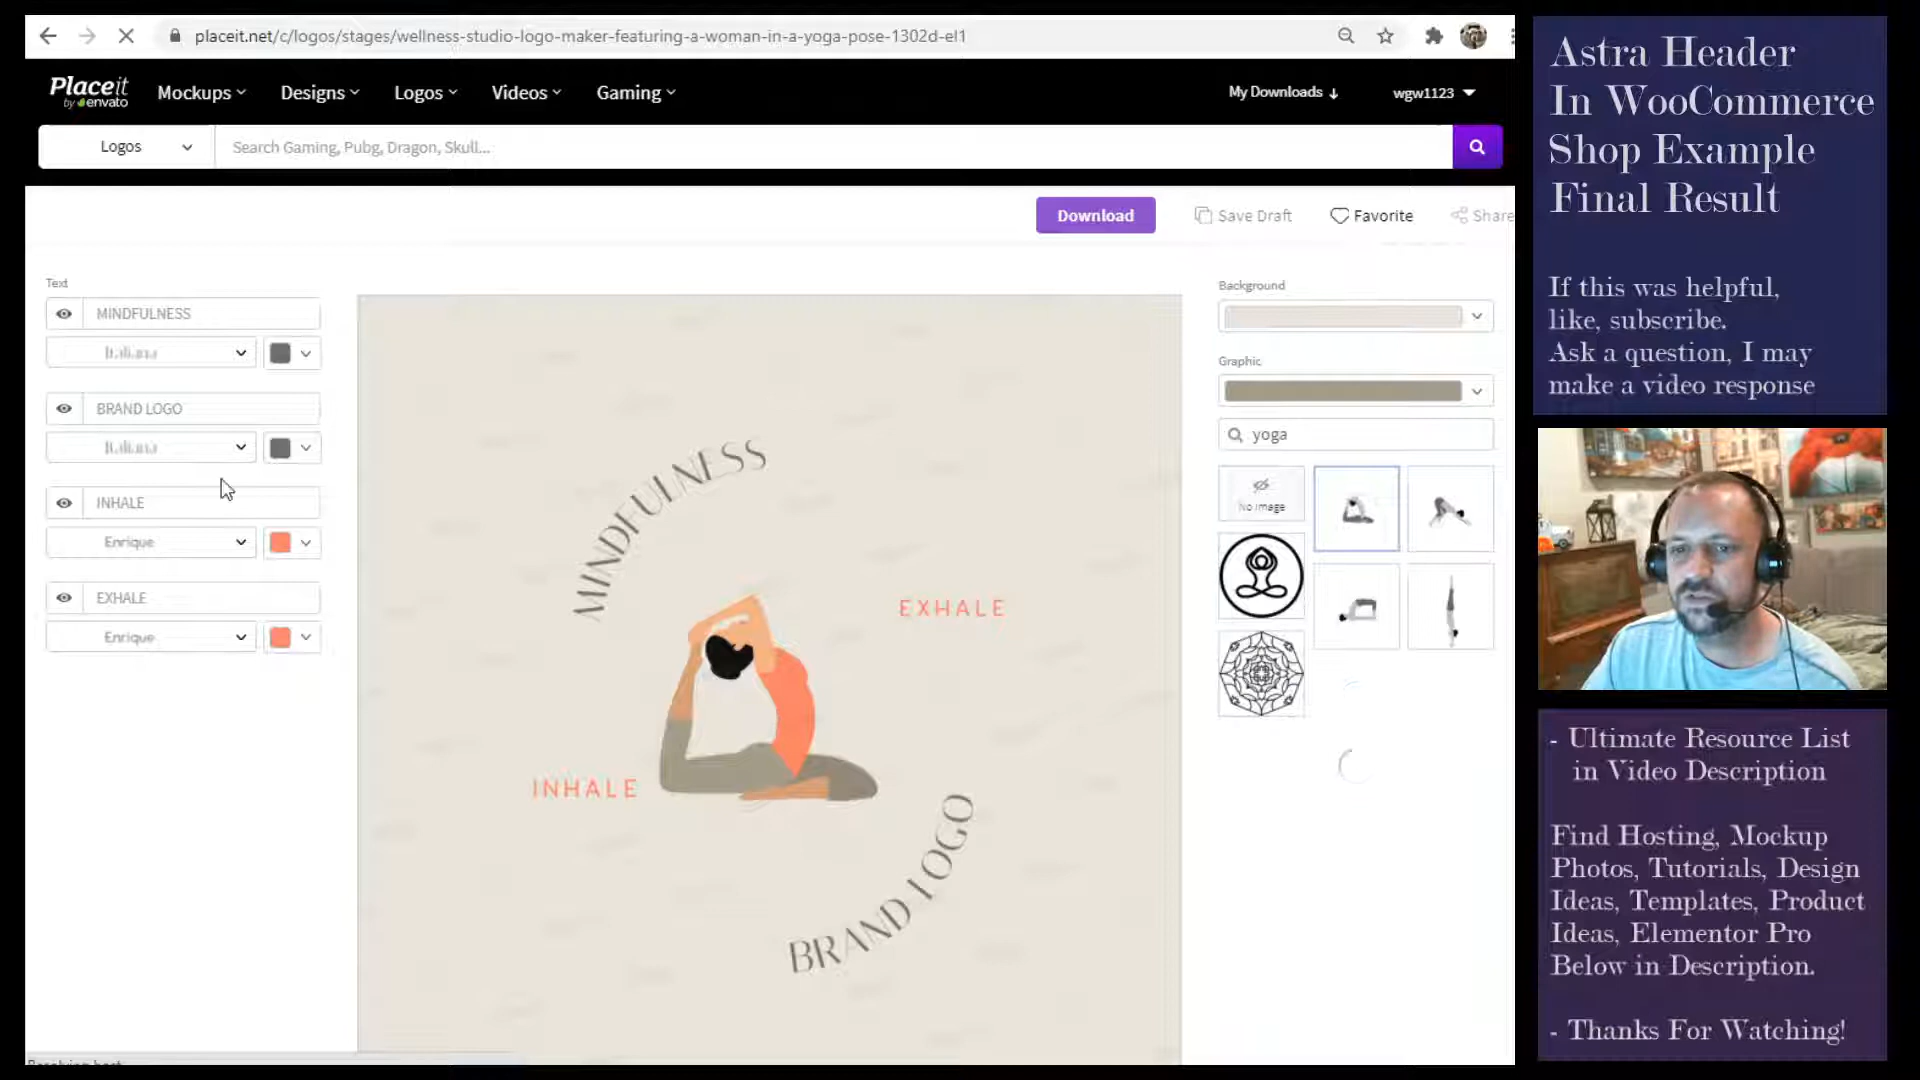 placeit.net/c/logos/stages/wellness-studio-logo-maker-featuring-a-woman-in-a-yoga-pose-1302d-el1
Placeit
by envato
Mockups
Designs
Logos
Videos
Gaming
My Downloads
wgw1123
Logos
Search Gaming, Pubg, Dragon, Skull...
Download
Save Draft
Favorite
Share
Text
MINDFULNESS
Italiana
BRAND LOGO
Italiana
INHALE
Enrique
EXHALE
Enrique
MINDFULNESS
EXHALE
INHALE
BRAND LOGO
Background
Graphic
yoga
No image
Astra Header
In WooCommerce
Shop Example
Final Result
If this was helpful,
like, subscribe.
Ask a question, I may
make a video response
- Ultimate Resource List
in Video Description
Find Hosting, Mockup
Photos, Tutorials, Design
Ideas, Templates, Product
Ideas, Elementor Pro
Below in Description.
- Thanks For Watching!